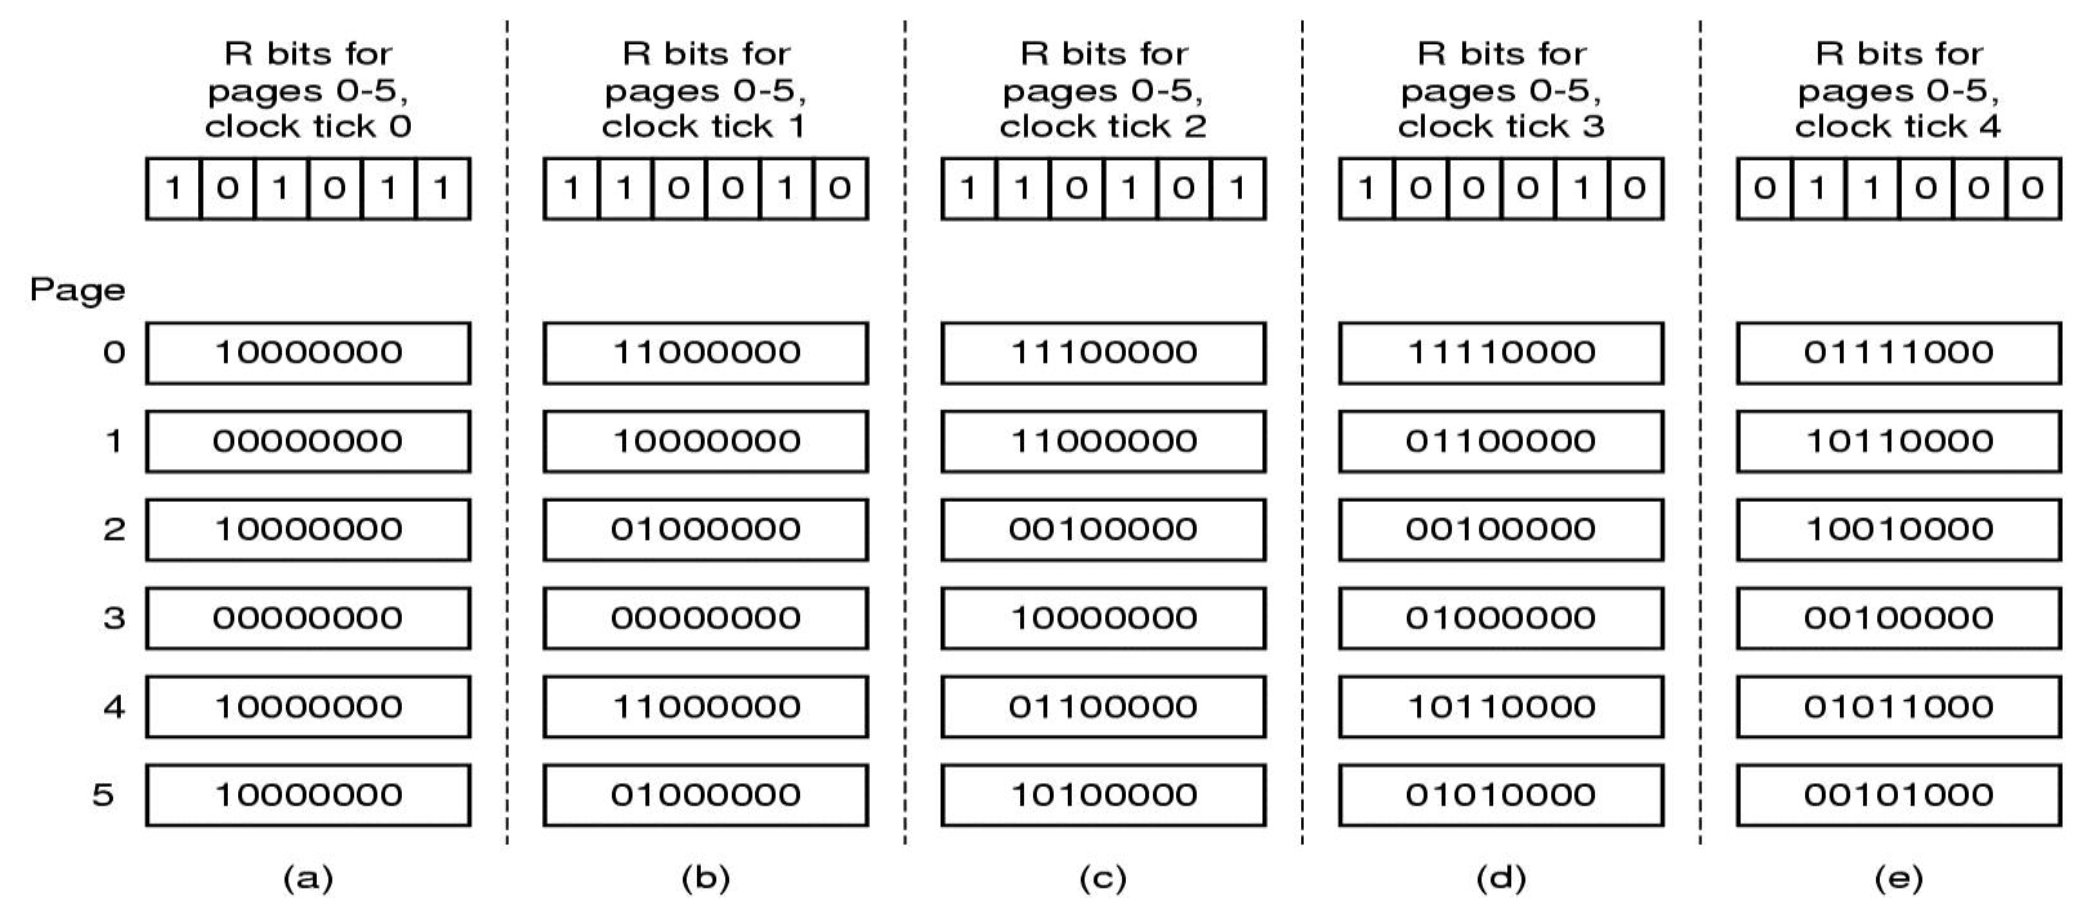 R bits for
pages 0-5,
clock tick 0
R bits for
pages 0-5,
clock tick 1
R bits for
pages 0-5,
clock tick 2
R bits for
pages 0-5,
clock tick 3
R bits for
pages 0-5,
clock tick 4
1 0 1 0 1 1
1 1 0 0 1 0
1 1 0 1 0 1
1 0 0 0 1 0
0 1 1 0 0 0
Page
0 10000000 11000000 11100000 11110000 01111000
1 00000000 10000000 11000000 01100000 10110000
2 10000000 01000000 00100000 00100000 10010000
3 00000000 00000000 10000000 01000000 00100000
4 10000000 11000000 01100000 10110000 01011000
5 10000000 01000000 10100000 01010000 00101000
(a) (b) (c) (d) (e)